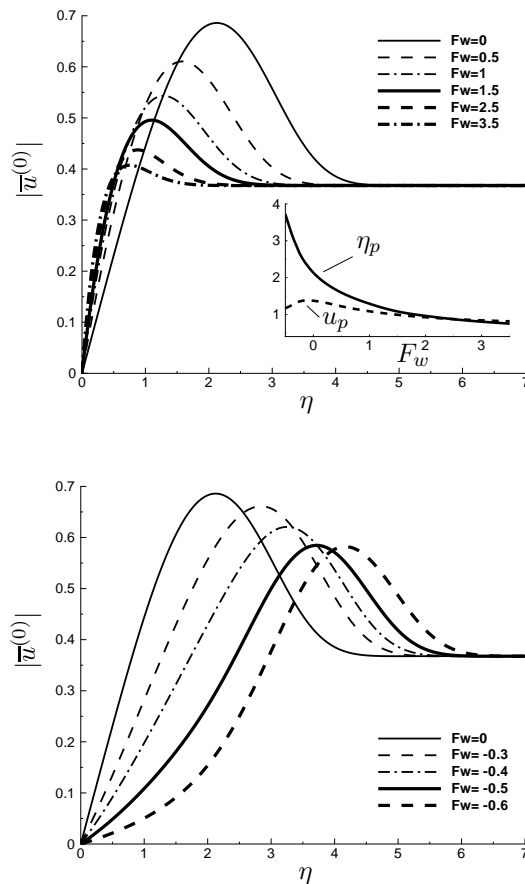 0.7
0.6
0.5
0.4
0.3
0.2
0.1
0
|u̅⁽⁰⁾|
Fw=0
Fw=0.5
Fw=1
Fw=1.5
Fw=2.5
Fw=3.5
4
3
2
1
η_p
u_p
0 1 2 3
F_w
0 1 2 3 4 5 6 7
η
0.7
0.6
0.5
0.4
0.3
0.2
0.1
0
|u̅⁽⁰⁾|
Fw=0
Fw= -0.3
Fw= -0.4
Fw= -0.5
Fw= -0.6
0 1 2 3 4 5 6 7
η